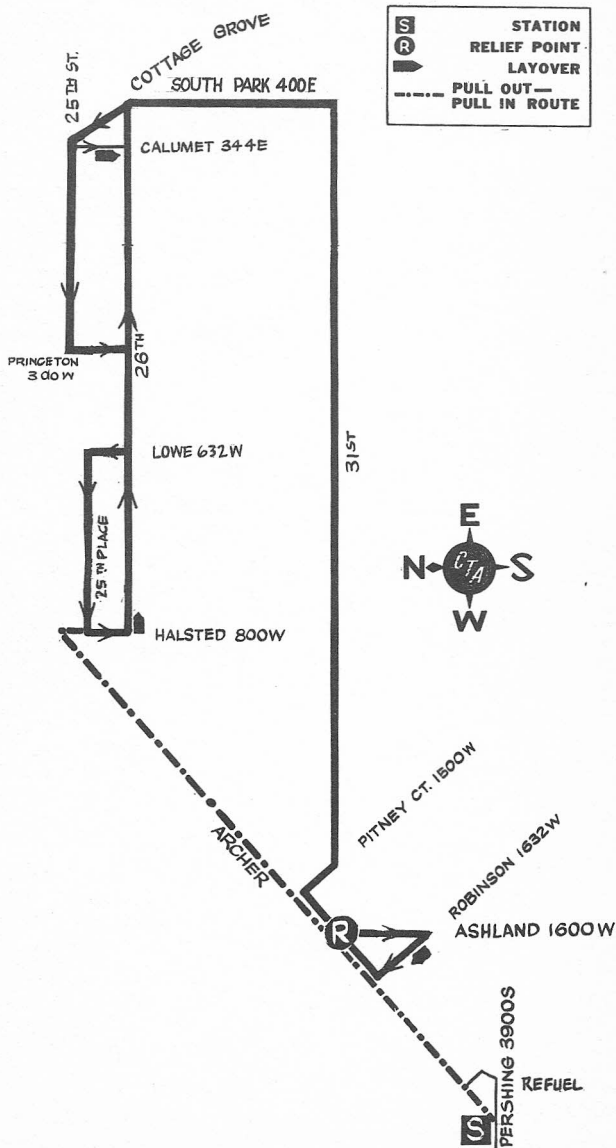 S STATION
R RELIEF POINT
LAYOVER
PULL OUT—
PULL IN ROUTE
25TH ST.
COTTAGE GROVE
SOUTH PARK 400E
CALUMET 344E
PRINCETON
300W
26TH
LOWE 632W
31ST
25TH PLACE
E
N
CTA
S
W
HALSTED 800W
PITNEY CT. 1500W
ARCHER
ROBINSON 1632W
R
ASHLAND 1600W
PERSHING 3900S
REFUEL
S